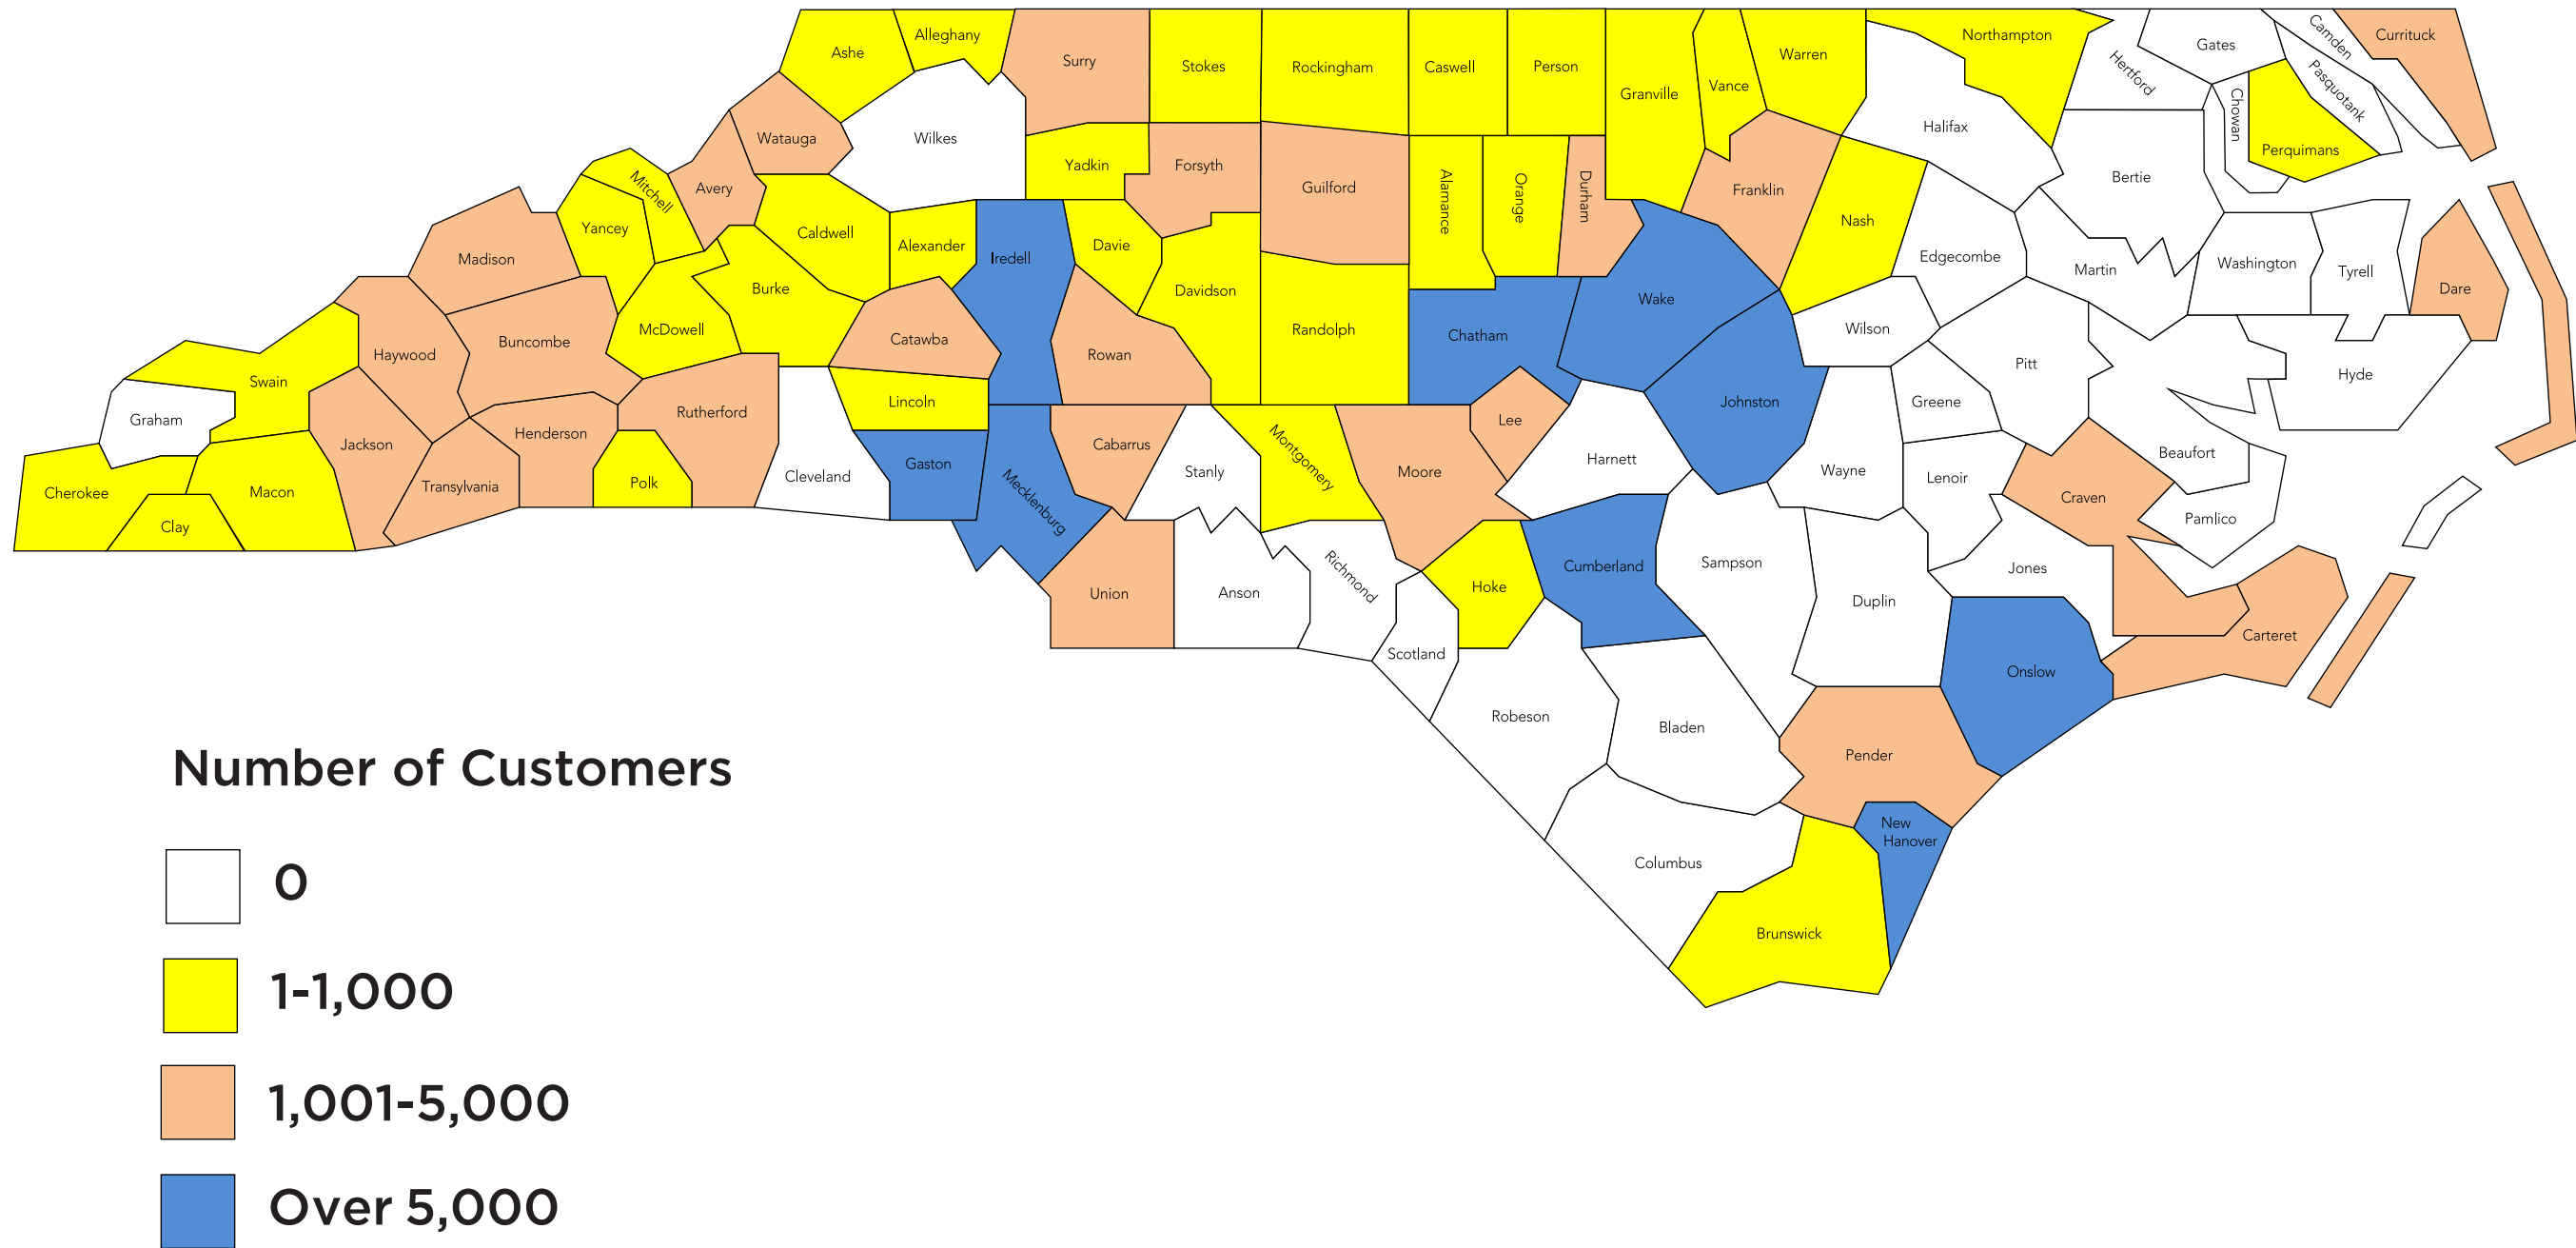 Ashe
Alleghany
Surry
Stokes
Rockingham
Caswell
Person
Granville
Vance
Warren
Northampton
Hertford
Gates
Camden
Currituck
Pasquotank
Chowan
Perquimans
Watauga
Wilkes
Yadkin
Forsyth
Guilford
Alamance
Orange
Durham
Franklin
Halifax
Bertie
Mitchell
Avery
Yancey
Caldwell
Alexander
Iredell
Davie
Nash
Edgecombe
Martin
Washington
Tyrell
Dare
Madison
Burke
Davidson
Wake
McDowell
Catawba
Rowan
Randolph
Chatham
Wilson
Pitt
Hyde
Haywood
Buncombe
Swain
Graham
Rutherford
Lincoln
Lee
Johnston
Greene
Jackson
Henderson
Cabarrus
Montgomery
Moore
Harnett
Wayne
Beaufort
Cherokee
Macon
Transylvania
Polk
Cleveland
Gaston
Mecklenburg
Stanly
Lenoir
Craven
Pamlico
Clay
Union
Anson
Richmond
Hoke
Cumberland
Sampson
Duplin
Jones
Carteret
Scotland
Onslow
Robeson
Bladen
Pender
Columbus
New
Hanover
Brunswick
Number of Customers
0
1-1,000
1,001-5,000
Over 5,000